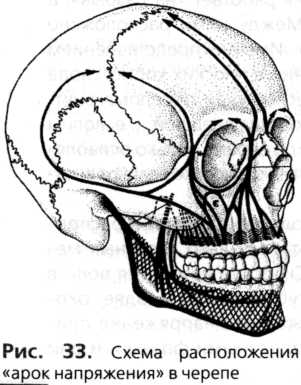 Рис. 33. Схема расположения
«арок напряжения» в черепе